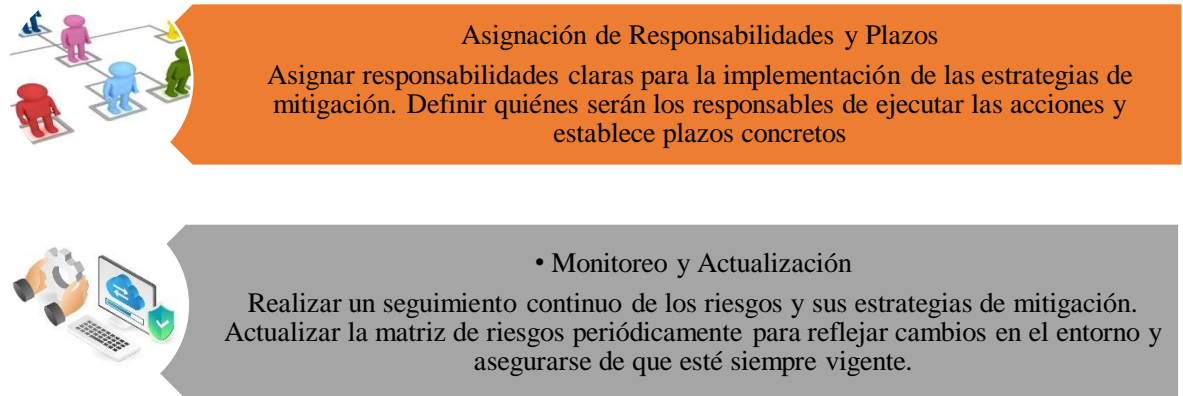 Asignación de Responsabilidades y Plazos
Asignar responsabilidades claras para la implementación de las estrategias de
mitigación. Definir quiénes serán los responsables de ejecutar las acciones y
establece plazos concretos
• Monitoreo y Actualización
Realizar un seguimiento continuo de los riesgos y sus estrategias de mitigación.
Actualizar la matriz de riesgos periódicamente para reflejar cambios en el entorno y
asegurarse de que esté siempre vigente.